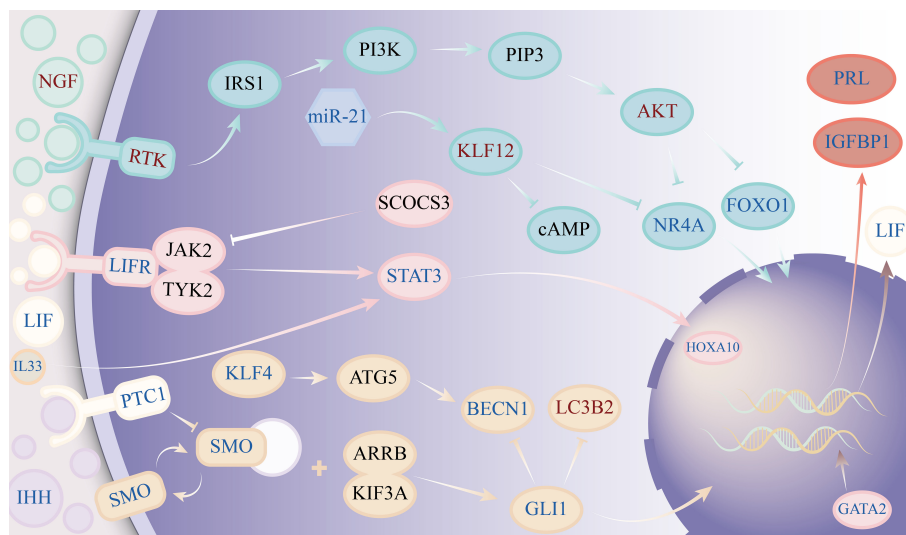 NGF
RTK
IRS1
PI3K
PIP3
AKT
miR-21
KLF12
cAMP
NR4A
FOXO1
PRL
IGFBP1
LIF
SCOCS3
JAK2
LIFR
TYK2
STAT3
HOXA10
LIF
IL33
KLF4
ATG5
BECN1
LC3B2
PTC1
SMO
+
ARRB
KIF3A
GLI1
IHH
SMO
GATA2